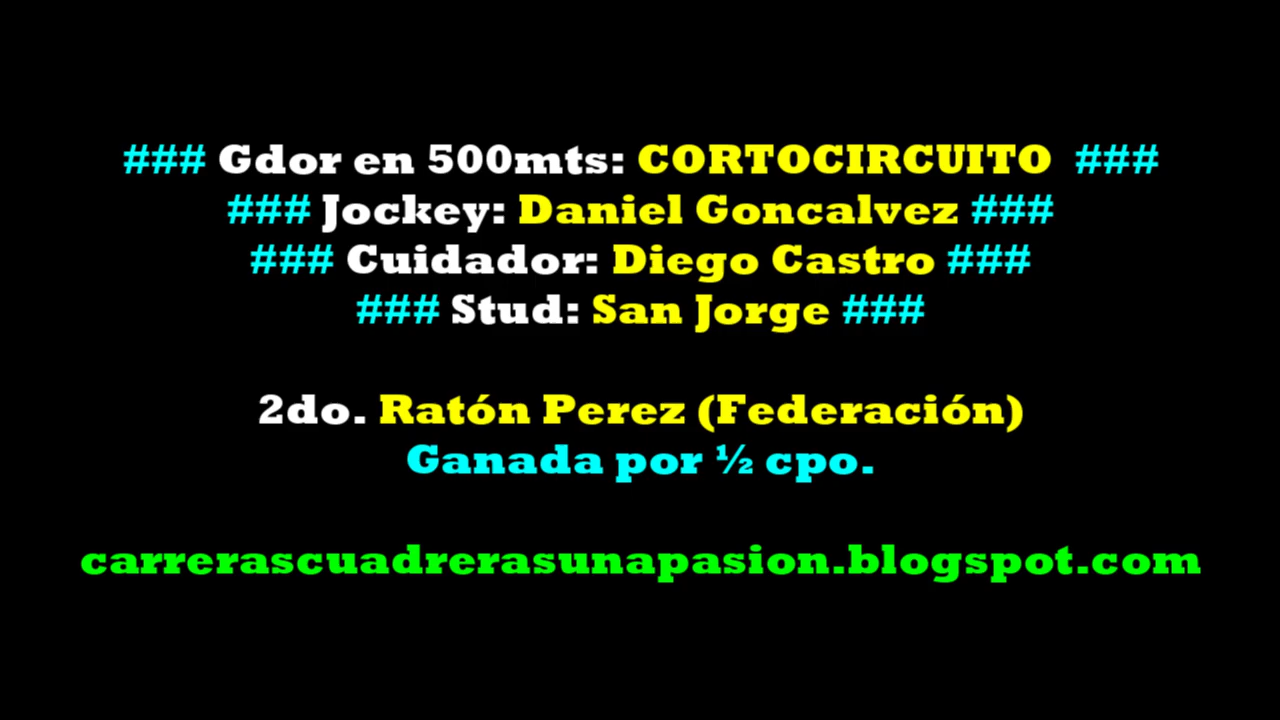 ### Gdor en 500mts: CORTOCIRCUITO ###
### Jockey: Daniel Goncalvez ###
### Cuidador: Diego Castro ###
### Stud: San Jorge ###
2do. Ratón Perez (Federación)
Ganada por ½ cpo.
carrerascuadrerasunapasion.blogspot.com